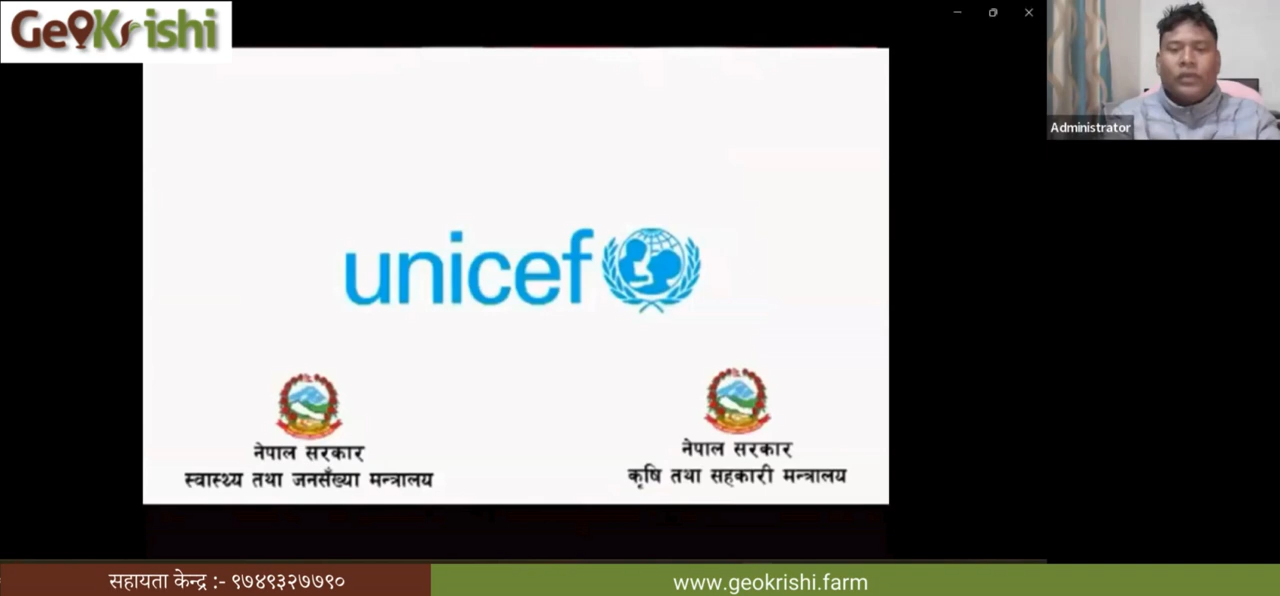 GeoKrishi
Administrator
unicef
नेपाल सरकार
स्वास्थ्य तथा जनसँख्या मन्त्रालय
नेपाल सरकार
कृषि तथा सहकारी मन्त्रालय
सहायता केन्द्र :- ९७४९३२७७९०
www.geokrishi.farm